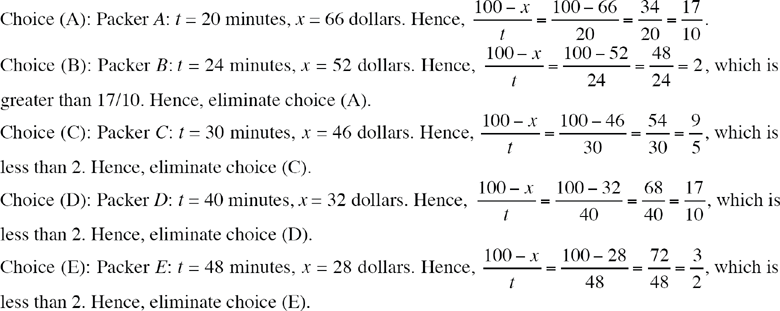 Choice (A): Packer A: t = 20 minutes, x = 66 dollars. Hence, (100 − x)/t = (100 − 66)/20 = 34/20 = 17/10.
Choice (B): Packer B: t = 24 minutes, x = 52 dollars. Hence, (100 − x)/t = (100 − 52)/24 = 48/24 = 2, which is
greater than 17/10. Hence, eliminate choice (A).
Choice (C): Packer C: t = 30 minutes, x = 46 dollars. Hence, (100 − x)/t = (100 − 46)/30 = 54/30 = 9/5, which is
less than 2. Hence, eliminate choice (C).
Choice (D): Packer D: t = 40 minutes, x = 32 dollars. Hence, (100 − x)/t = (100 − 32)/40 = 68/40 = 17/10, which is
less than 2. Hence, eliminate choice (D).
Choice (E): Packer E: t = 48 minutes, x = 28 dollars. Hence, (100 − x)/t = (100 − 28)/48 = 72/48 = 3/2, which is
less than 2. Hence, eliminate choice (E).